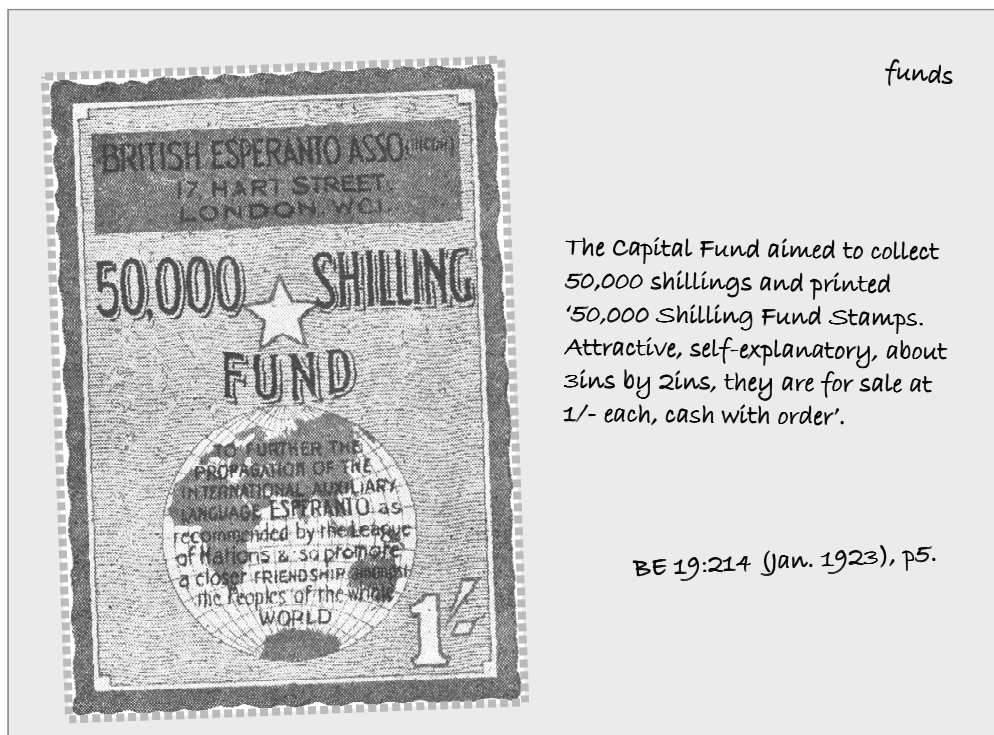 funds
BRITISH ESPERANTO ASSO (INCOR)
17, HART STREET,
LONDON. WC1.
50,000 SHILLING
FUND
TO FURTHER THE
PROPAGATION OF THE
INTERNATIONAL AUXILIARY
LANGUAGE ESPERANTO as
recommended by the League
of Nations & so promote
a closer FRIENDSHIP amongst
the Peoples of the whole
WORLD
1/-
The Capital Fund aimed to collect
50,000 shillings and printed
‘50,000 Shilling Fund Stamps.
Attractive, self-explanatory, about
3ins by 2ins, they are for sale at
1/- each, cash with order’.
BE 19:214 (Jan. 1923), p5.